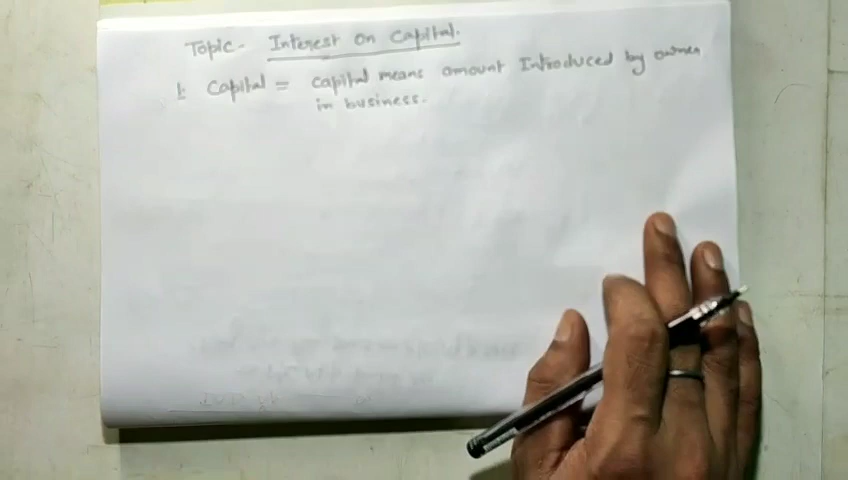 Topic- Interest on Capital.
1: Capital = capital means amount Introduced by owner
in business.